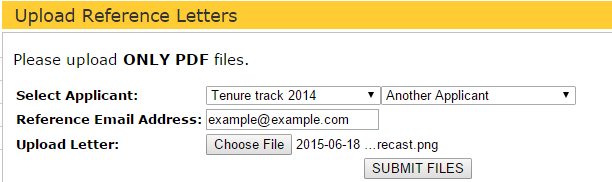 Upload Reference Letters
Please upload ONLY PDF files.
Select Applicant: Tenure track 2014 Another Applicant
Reference Email Address: example@example.com
Upload Letter: Choose File 2015-06-18 ...recast.png
SUBMIT FILES